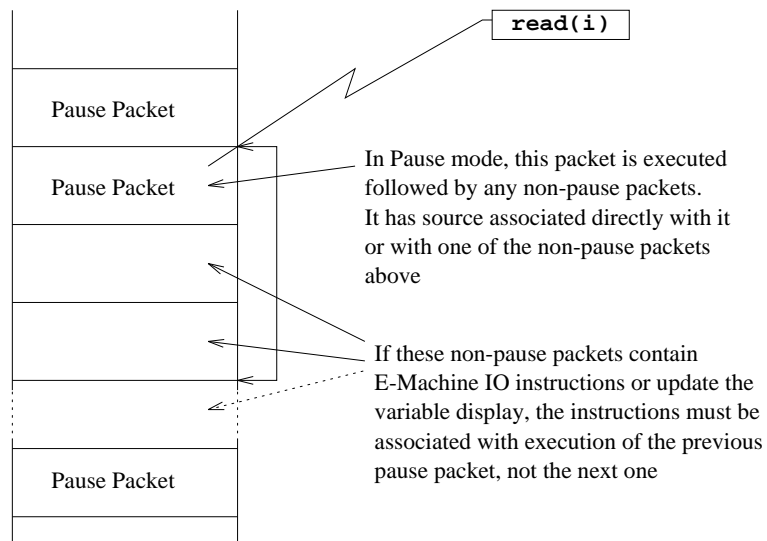 read(i)
Pause Packet
Pause Packet
In Pause mode, this packet is executed
followed by any non-pause packets.
It has source associated directly with it
or with one of the non-pause packets
above
If these non-pause packets contain
E-Machine IO instructions or update the
variable display, the instructions must be
associated with execution of the previous
pause packet, not the next one
Pause Packet